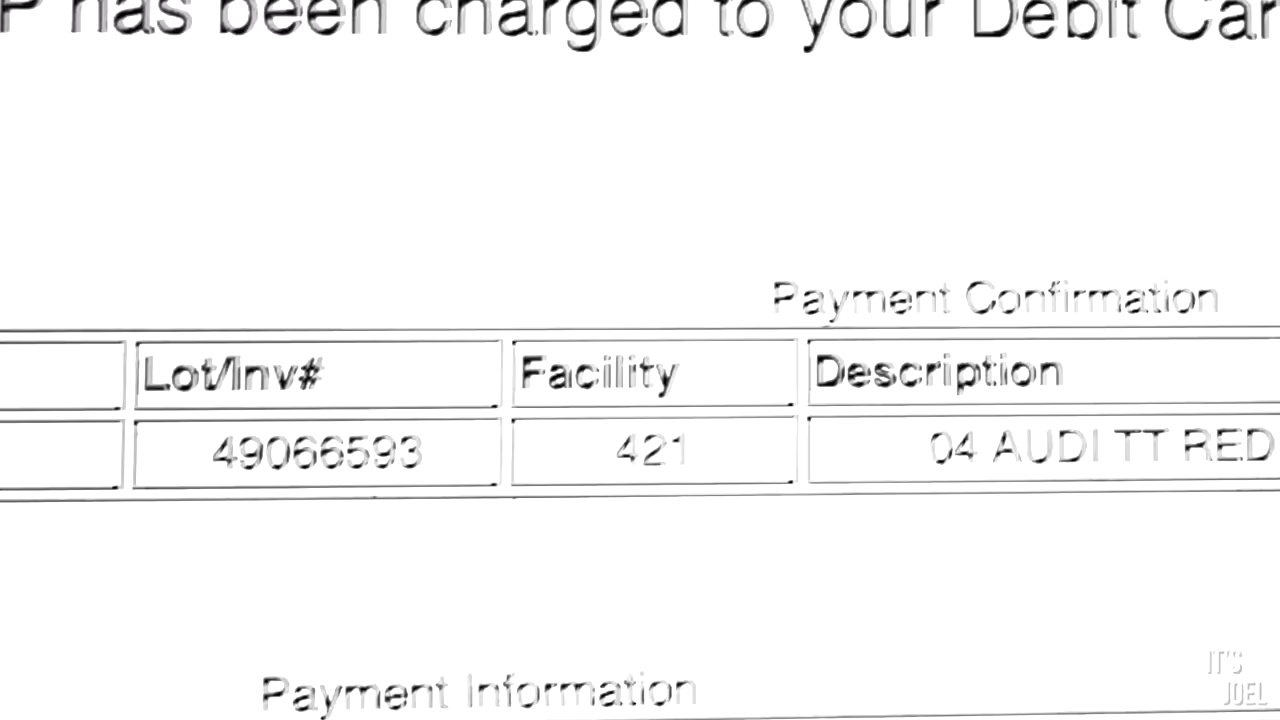 P has been charged to your Debit Car
Payment Confirmation
Lot/Inv# Facility Description
49066593 421 04 AUDI TT RED
Payment Information
IT'S
JOEL